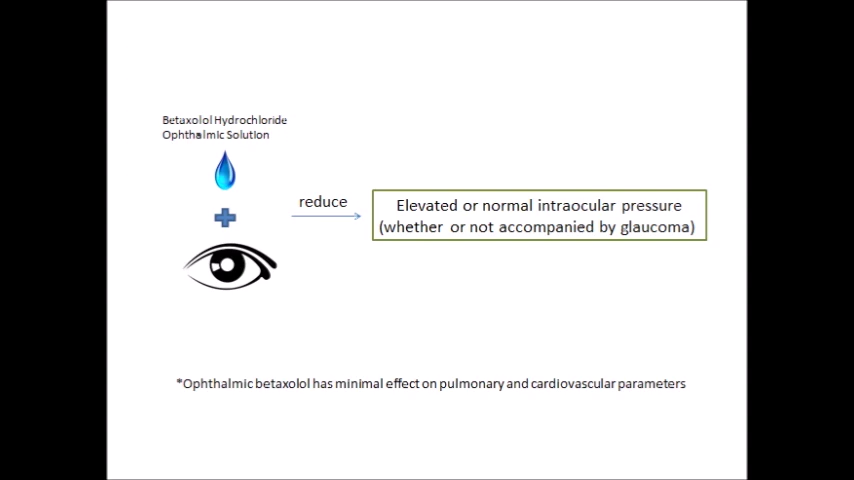 Betaxolol Hydrochloride
Ophthalmic Solution
reduce
Elevated or normal intraocular pressure
(whether or not accompanied by glaucoma)
*Ophthalmic betaxolol has minimal effect on pulmonary and cardiovascular parameters